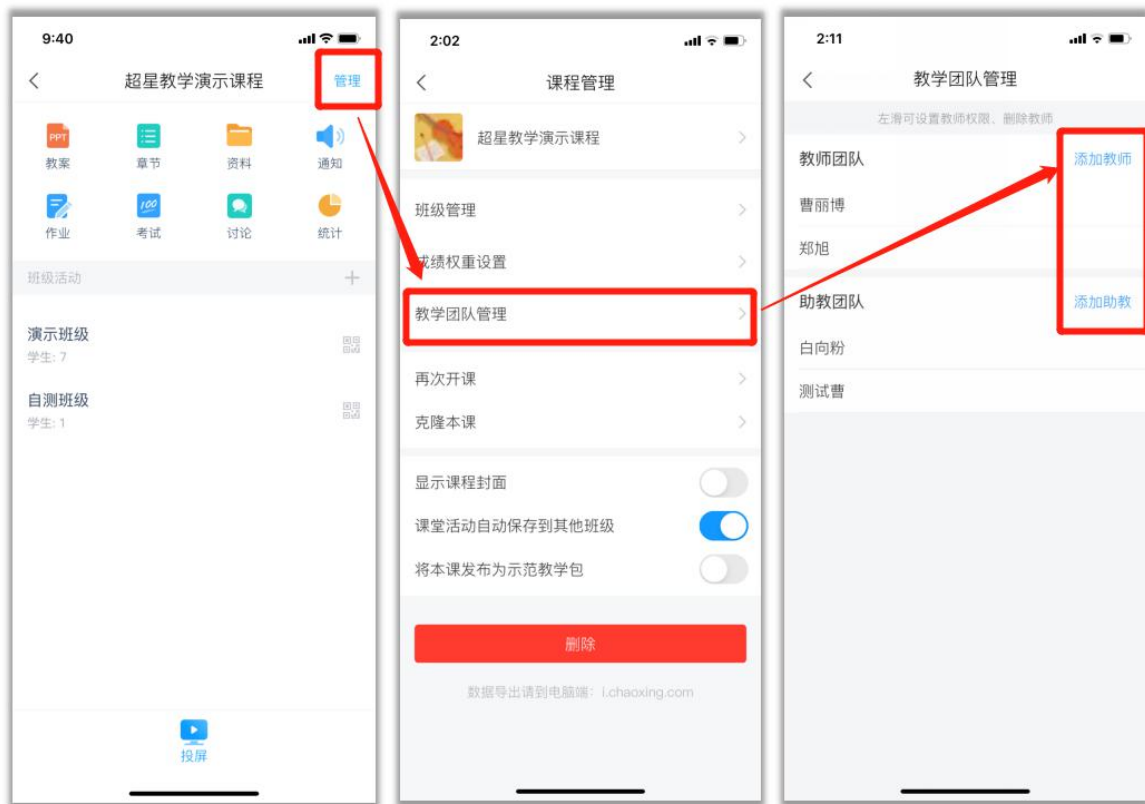 9:40
超星教学演示课程
管理
PPT
教案
章节
资料
通知
作业
100
考试
讨论
统计
班级活动
演示班级
学生: 7
自测班级
学生: 1
投屏
2:02
课程管理
超星教学演示课程
班级管理
成绩权重设置
教学团队管理
再次开课
克隆本课
显示课程封面
课堂活动自动保存到其他班级
将本课发布为示范教学包
删除
数据导出请到电脑端: i.chaoxing.com
2:11
教学团队管理
左滑可设置教师权限、删除教师
教师团队
添加教师
曹丽博
郑旭
助教团队
添加助教
白向粉
测试曹